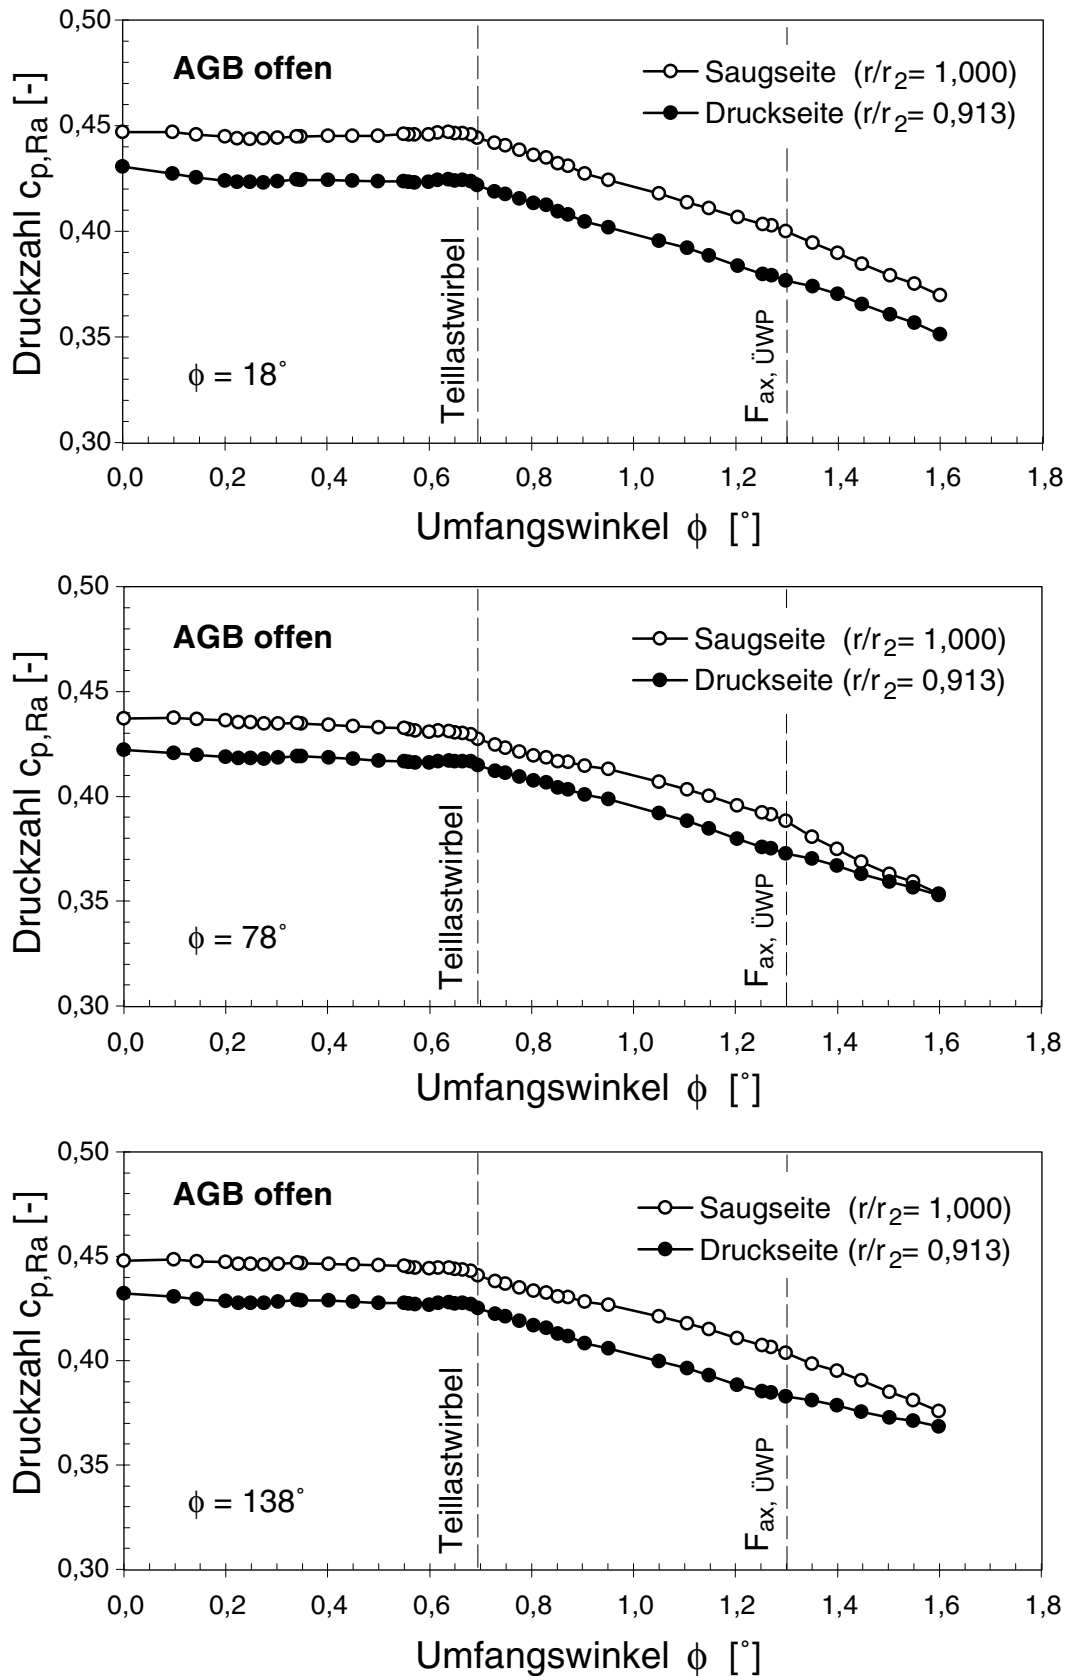 0,50
AGB offen
Saugseite (r/r2= 1,000)
Druckseite (r/r2= 0,913)
0,45
0,40
0,35
0,30
Druckzahl cp,Ra [-]
Teillastwirbel
Fax, ÜWP
ϕ = 18°
0,0 0,2 0,4 0,6 0,8 1,0 1,2 1,4 1,6 1,8
Umfangswinkel ϕ [°]
0,50
AGB offen
Saugseite (r/r2= 1,000)
Druckseite (r/r2= 0,913)
0,45
0,40
0,35
0,30
Druckzahl cp,Ra [-]
Teillastwirbel
Fax, ÜWP
ϕ = 78°
0,0 0,2 0,4 0,6 0,8 1,0 1,2 1,4 1,6 1,8
Umfangswinkel ϕ [°]
0,50
AGB offen
Saugseite (r/r2= 1,000)
Druckseite (r/r2= 0,913)
0,45
0,40
0,35
0,30
Druckzahl cp,Ra [-]
Teillastwirbel
Fax, ÜWP
ϕ = 138°
0,0 0,2 0,4 0,6 0,8 1,0 1,2 1,4 1,6 1,8
Umfangswinkel ϕ [°]